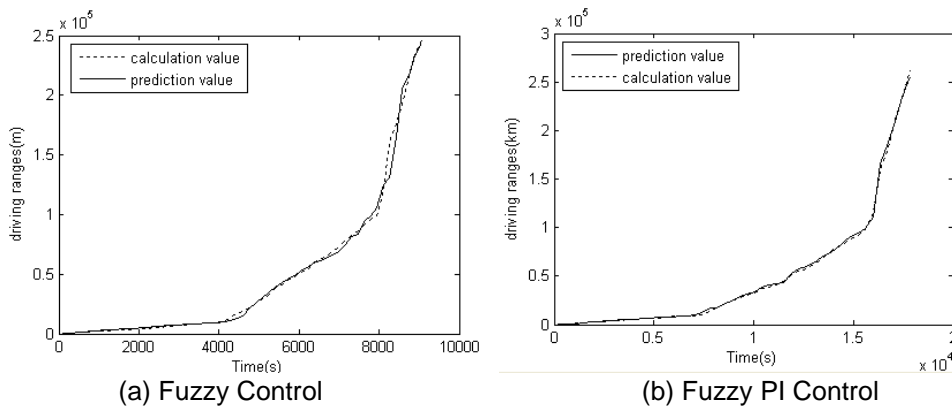 x 10^5
2.5
2
1.5
1
0.5
0
driving ranges(m)
calculation value
prediction value
0 2000 4000 6000 8000 10000
Time(s)
(a) Fuzzy Control
x 10^5
3
2.5
2
1.5
1
0.5
0
driving ranges(km)
prediction value
calculation value
0 0.5 1 1.5 2
Time(s)
x 10^4
(b) Fuzzy PI Control